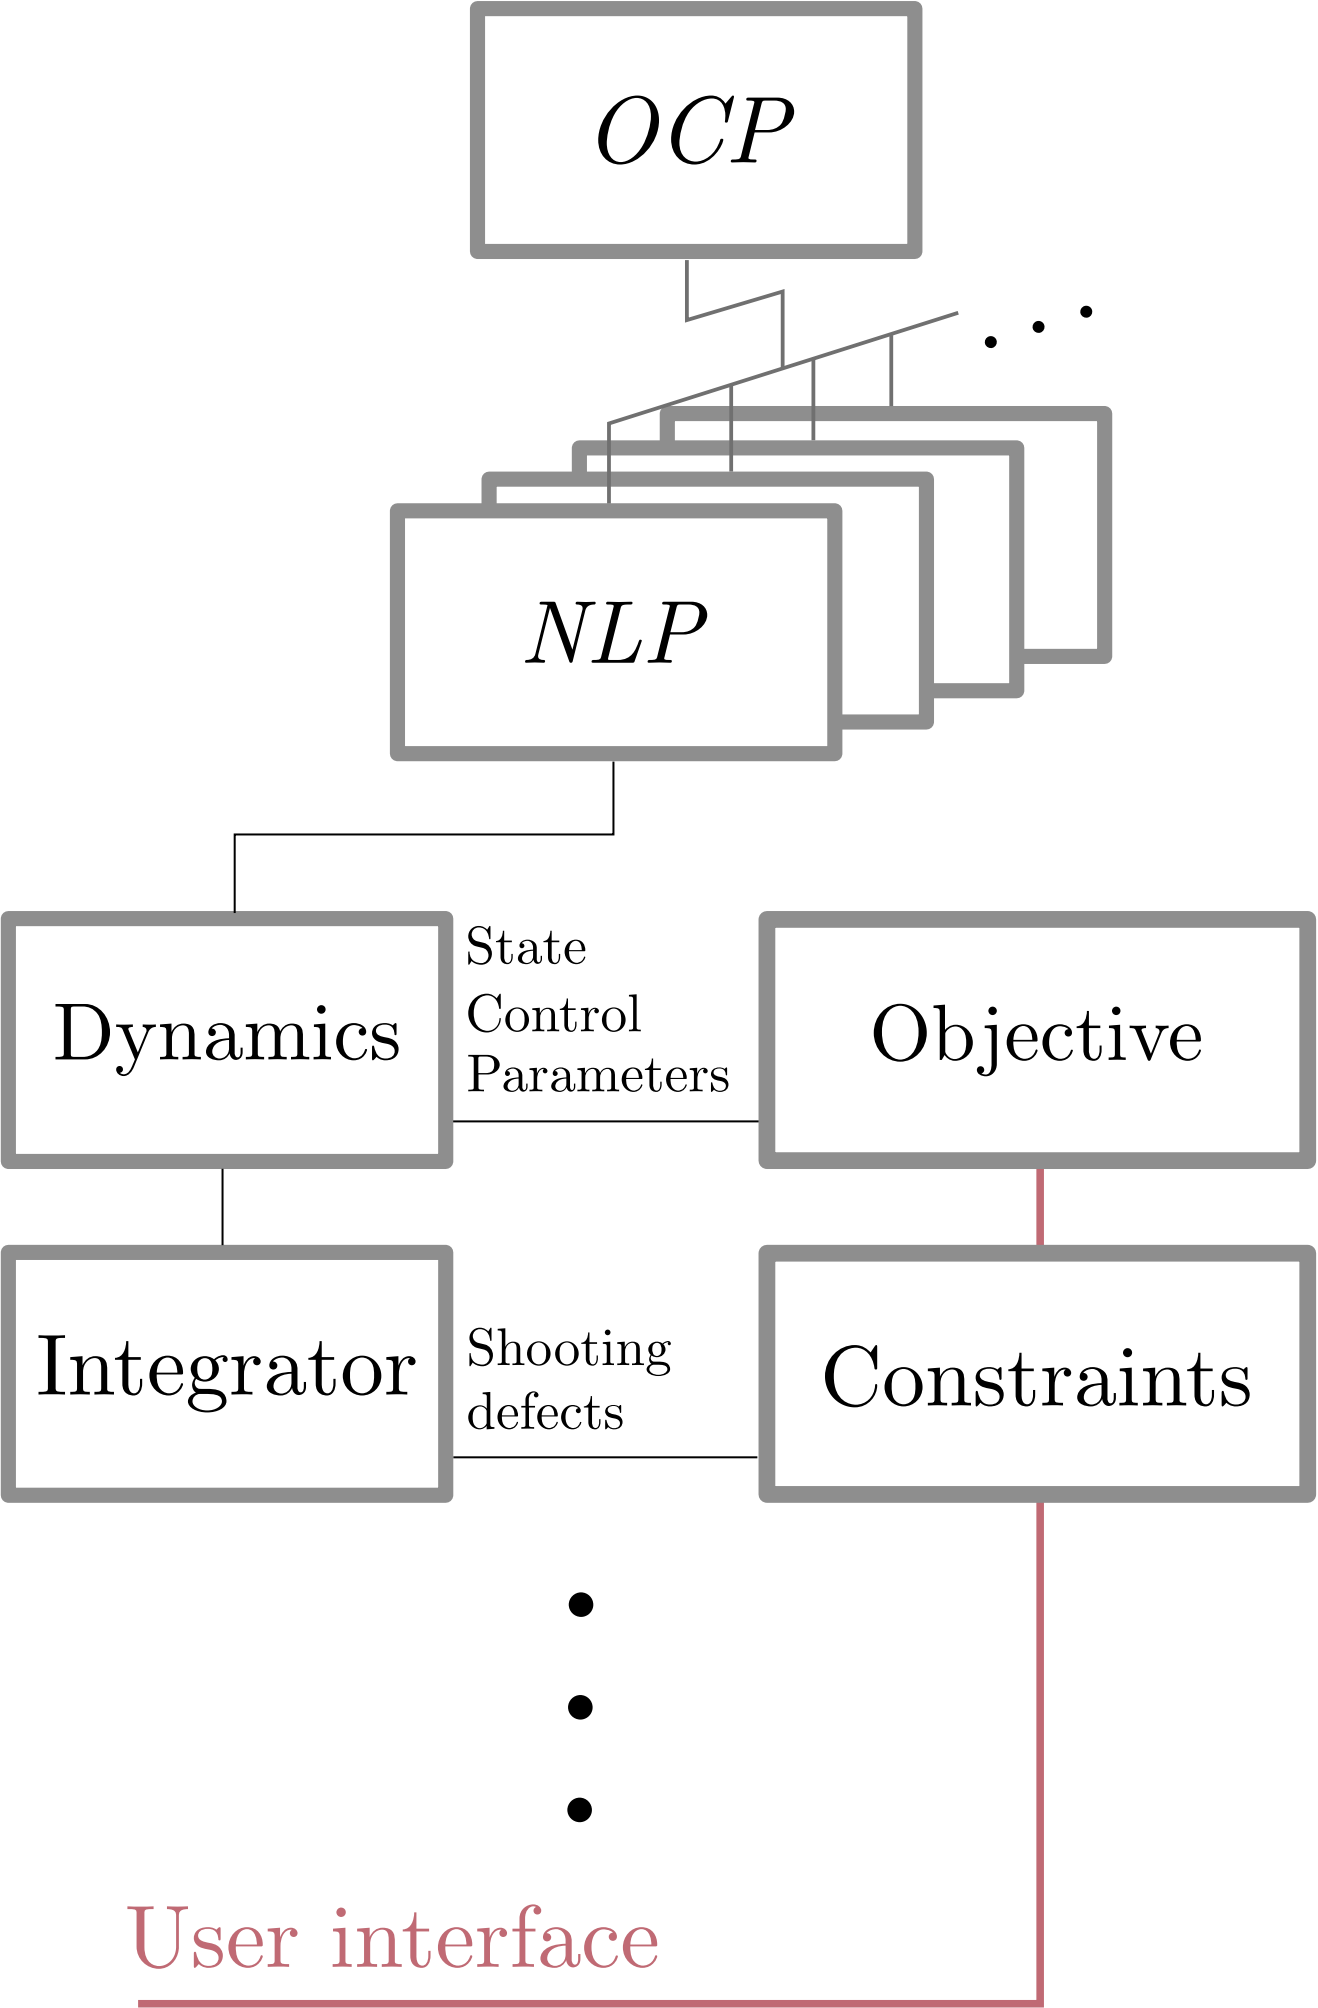 OCP
NLP
Dynamics
State
Control
Parameters
Objective
Integrator
Shooting
defects
Constraints
User interface